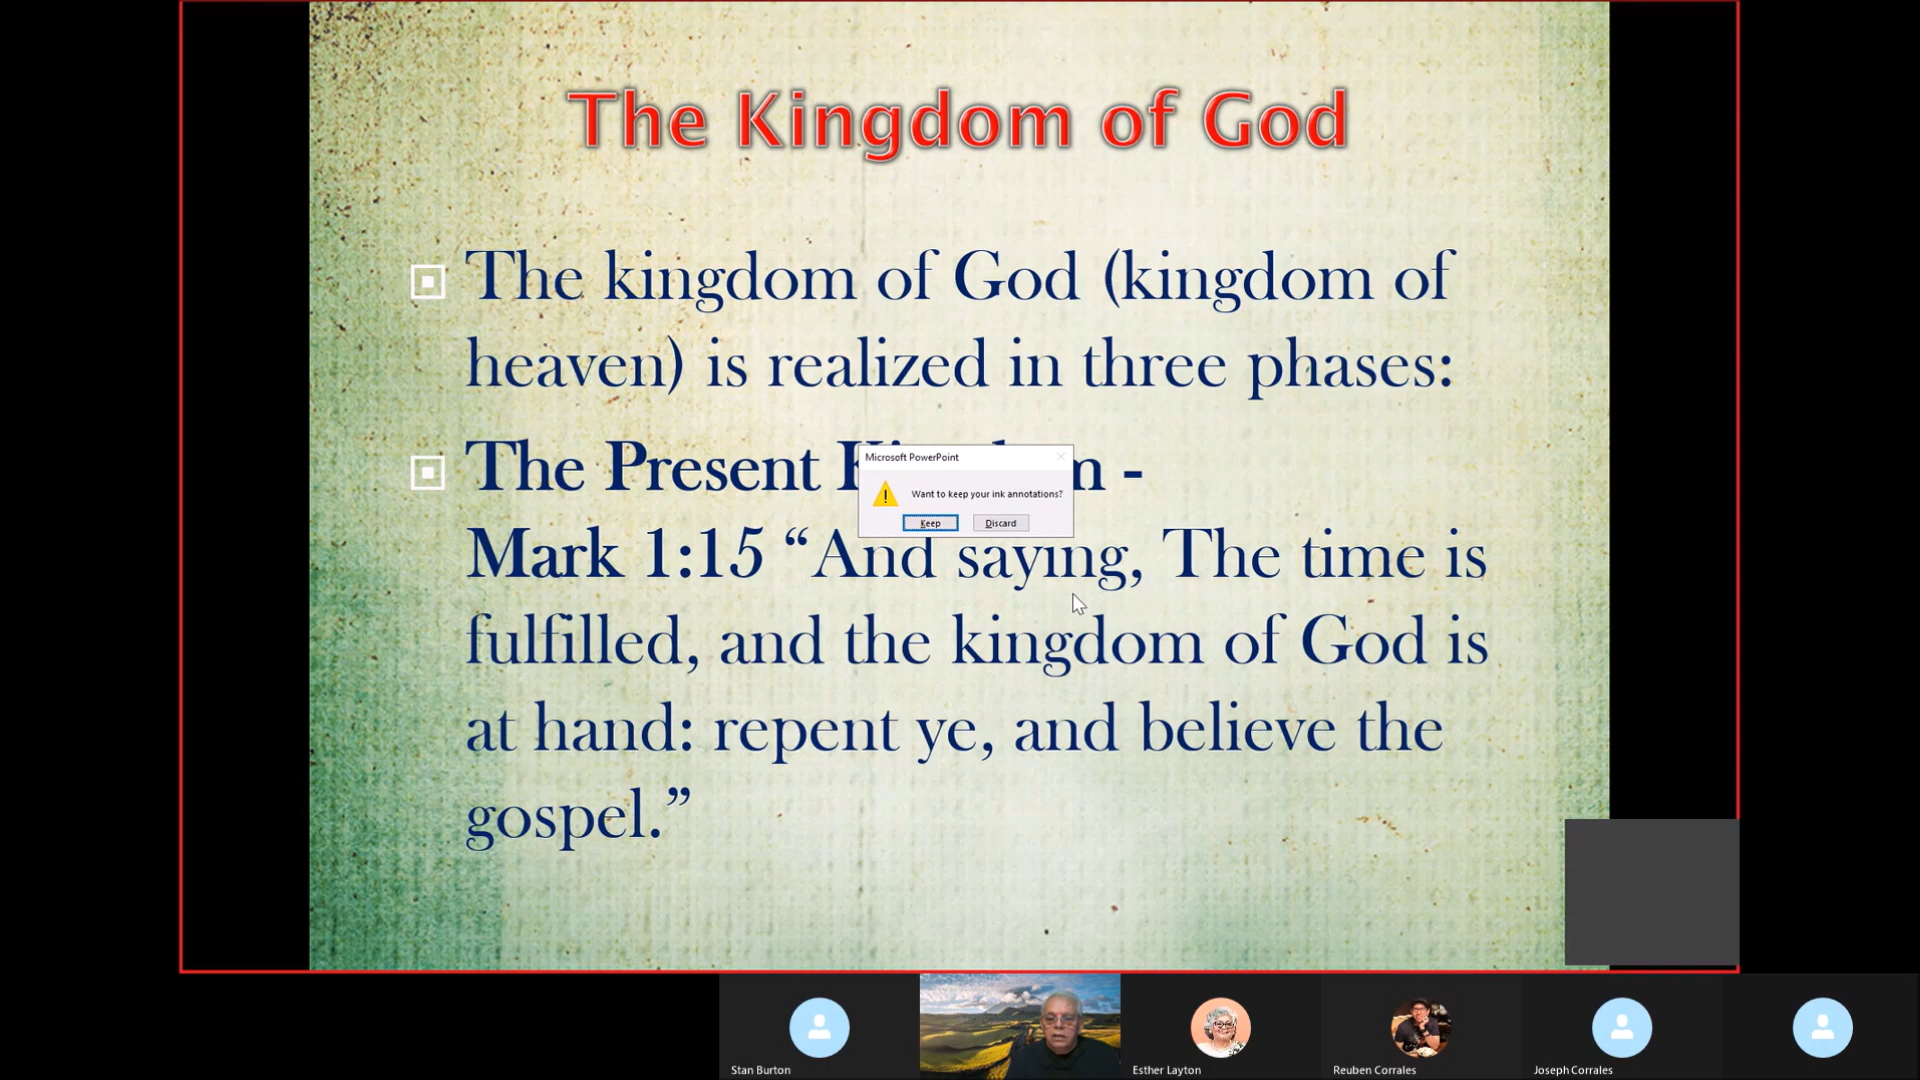 The Kingdom of God
The kingdom of God (kingdom of
heaven) is realized in three phases:
The Present K m -
Microsoft PowerPoint
Want to keep your ink annotations?
Keep Discard
Mark 1:15 “And saying, The time is
fulfilled, and the kingdom of God is
at hand: repent ye, and believe the
gospel.”
Stan Burton
Esther Layton
Reuben Corrales
Joseph Corrales